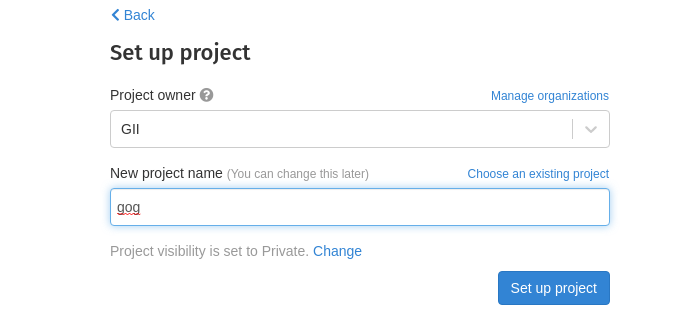 Back
Set up project
Project owner ?
Manage organizations
GII
New project name (You can change this later)
Choose an existing project
gog
Project visibility is set to Private. Change
Set up project